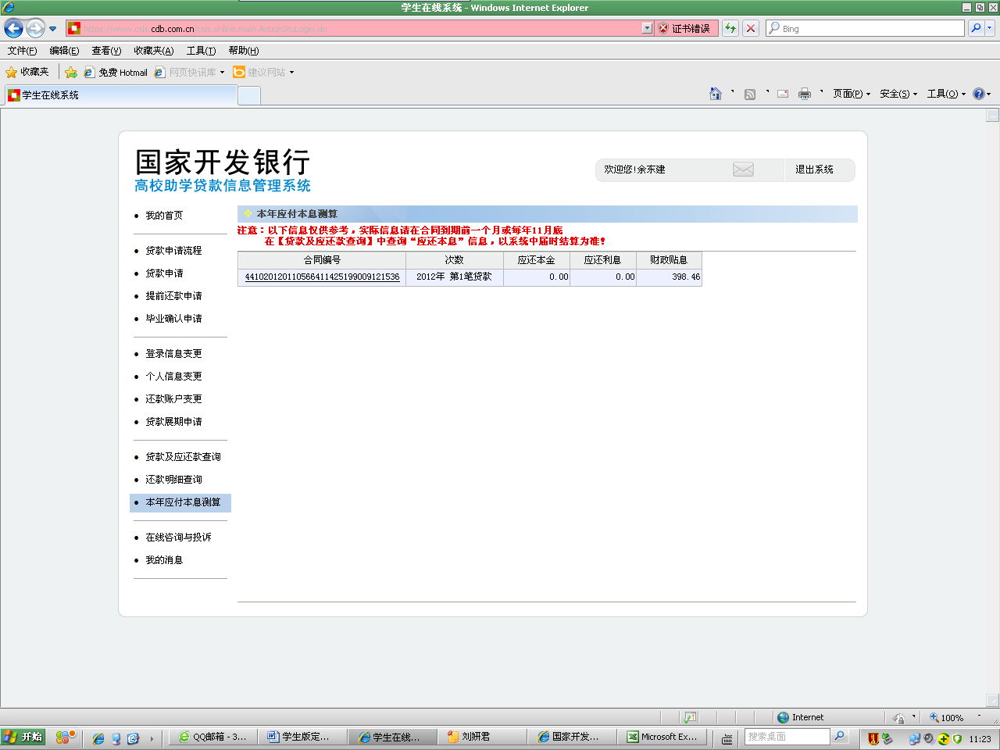 学生在线系统 - Windows Internet Explorer
https://www.csls.cdb.com.cn/csls.online.main.ActionStuLogin.do
证书错误
Bing
文件(F) 编辑(E) 查看(V) 收藏夹(A) 工具(T) 帮助(H)
收藏夹 免费 Hotmail 网页快讯库 建议网站
学生在线系统
页面(P) 安全(S) 工具(O)
国家开发银行
高校助学贷款信息管理系统
欢迎您!余东建 退出系统
我的首页
贷款申请流程
贷款申请
提前还款申请
毕业确认申请
登录信息变更
个人信息变更
还款账户变更
贷款展期申请
贷款及应还款查询
还款明细查询
本年应付本息测算
在线咨询与投诉
我的消息
本年应付本息测算
注意：以下信息仅供参考，实际信息请在合同到期前一个月或每年11月底
在【贷款及应还款查询】中查询“应还本息”信息，以系统中届时结算为准！
合同编号 次数 应还本金 应还利息 财政贴息
441020120110566411425199009121536 2012年 第1笔贷款 0.00 0.00 398.46
Internet 100%
开始 QQ邮箱 - 3... 学生版定... 学生在线... 刘妍君 国家开发... Microsoft Ex... 搜索桌面 11:23